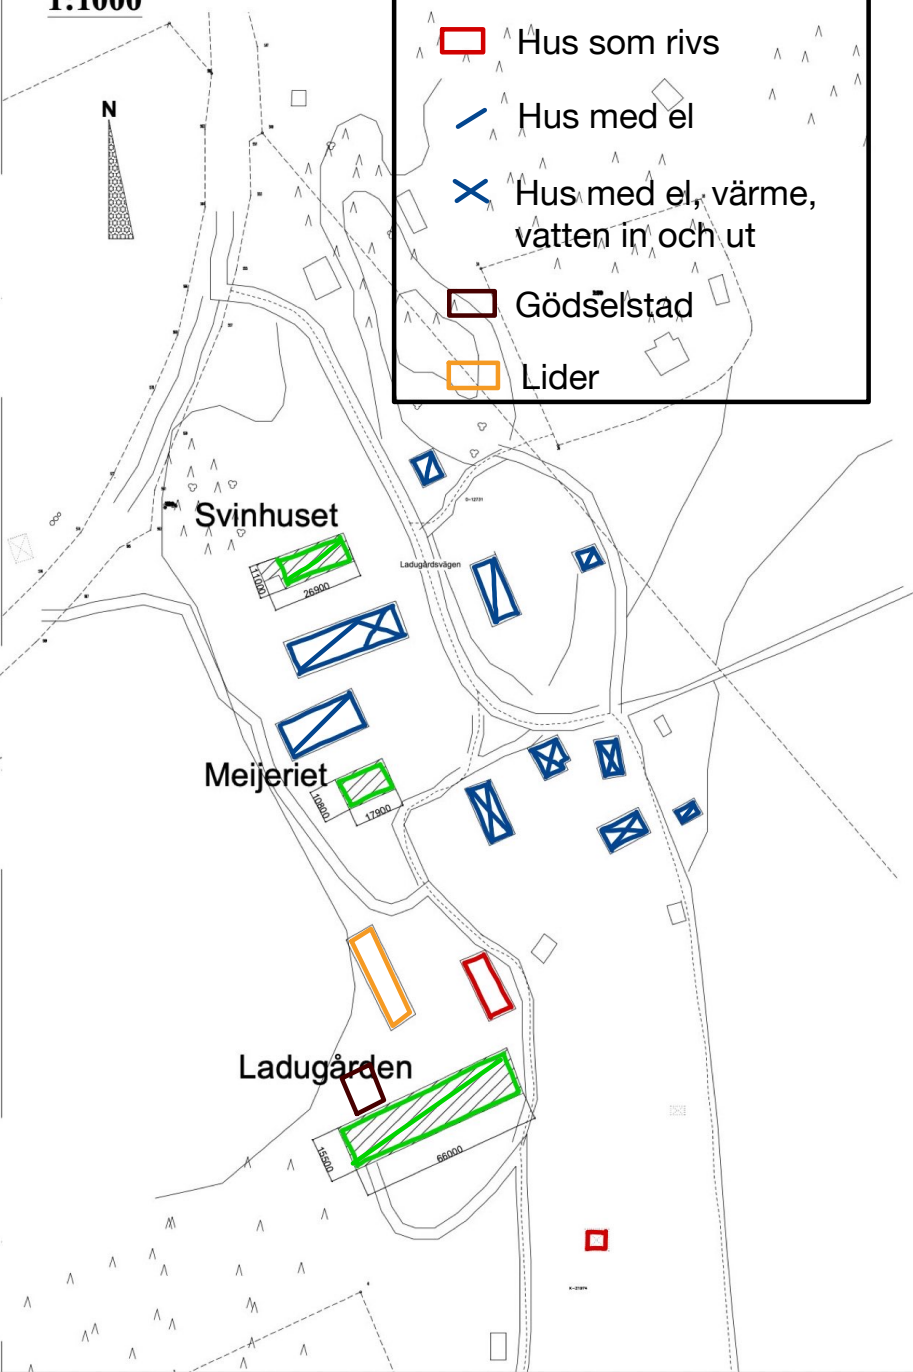 1:1000
Hus som rivs
N
Hus med el
Hus med el, värme,
vatten in och ut
Gödselstad
Lider
Svinhuset
Ladugårdsvägen
11000
26900
Meijeriet
10800
17900
Ladugården
15500
66000